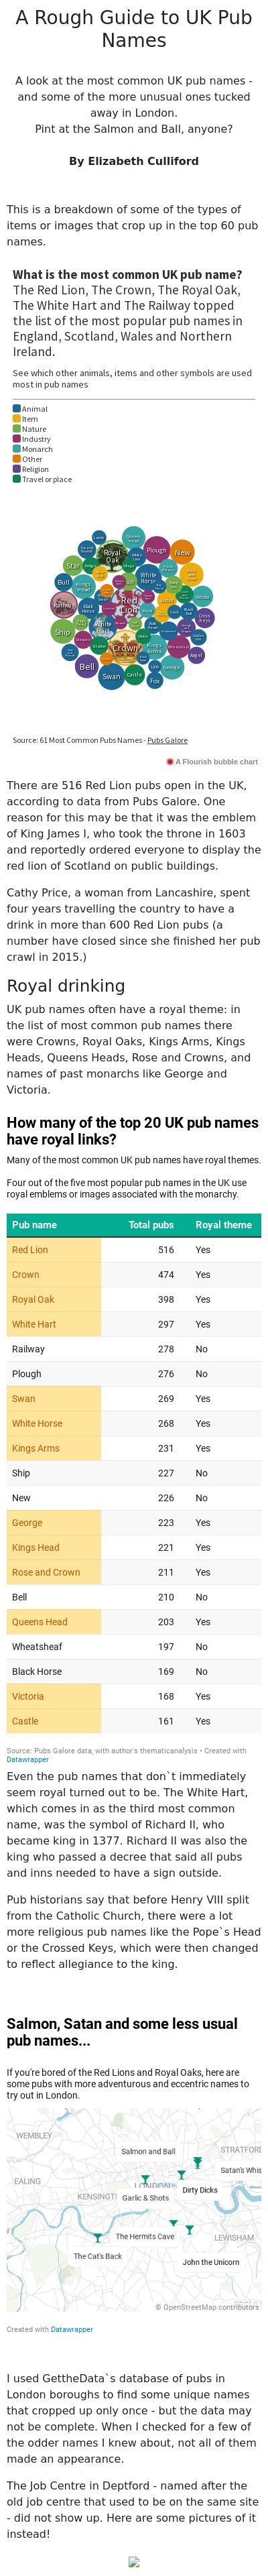 A Rough Guide to UK Pub
Names
A look at the most common UK pub names -
and some of the more unusual ones tucked
away in London.
Pint at the Salmon and Ball, anyone?
By Elizabeth Culliford
This is a breakdown of some of the types of
items or images that crop up in the top 60 pub
names.
What is the most common UK pub name?
The Red Lion, The Crown, The Royal Oak,
The White Hart and The Railway topped
the list of the most popular pub names in
England, Scotland, Wales and Northern
Ireland.
See which other animals, items and other symbols are used
most in pub names
Animal
Item
Nature
Industry
Monarch
Other
Religion
Travel or place
Plough
New
Royal
Oak
Star
White
Horse
Bull
Kings
Head
Railway
Red
Lion
Black
Horse
Victoria
Cross
Keys
Ship
White
Hart
Crown
Kings
Arms
Wheatsheaf
Angel
Bell
Swan
Castle
Lion
George
Fox
Source: 61 Most Common Pubs Names - Pubs Galore
A Flourish bubble chart
There are 516 Red Lion pubs open in the UK,
according to data from Pubs Galore. One
reason for this may be that it was the emblem
of King James I, who took the throne in 1603
and reportedly ordered everyone to display the
red lion of Scotland on public buildings.
Cathy Price, a woman from Lancashire, spent
four years travelling the country to have a
drink in more than 600 Red Lion pubs (a
number have closed since she finished her pub
crawl in 2015.)
Royal drinking
UK pub names often have a royal theme: in
the list of most common pub names there
were Crowns, Royal Oaks, Kings Arms, Kings
Heads, Queens Heads, Rose and Crowns, and
names of past monarchs like George and
Victoria.
How many of the top 20 UK pub names
have royal links?
Many of the most common UK pub names have royal themes.
Four out of the five most popular pub names in the UK use
royal emblems or images associated with the monarchy.
Pub name Total pubs Royal theme
Red Lion 516 Yes
Crown 474 Yes
Royal Oak 398 Yes
White Hart 297 Yes
Railway 278 No
Plough 276 No
Swan 269 Yes
White Horse 268 Yes
Kings Arms 231 Yes
Ship 227 No
New 226 No
George 223 Yes
Kings Head 221 Yes
Rose and Crown 211 Yes
Bell 210 No
Queens Head 203 Yes
Wheatsheaf 197 No
Black Horse 169 No
Victoria 168 Yes
Castle 161 Yes
Source: Pubs Galore data, with author's thematicanalysis • Created with
Datawrapper
Even the pub names that don`t immediately
seem royal turned out to be. The White Hart,
which comes in as the third most common
name, was the symbol of Richard II, who
became king in 1377. Richard II was also the
king who passed a decree that said all pubs
and inns needed to have a sign outside.
Pub historians say that before Henry VIII split
from the Catholic Church, there were a lot
more religious pub names like the Pope`s Head
or the Crossed Keys, which were then changed
to reflect allegiance to the king.
Salmon, Satan and some less usual
pub names...
If you're bored of the Red Lions and Royal Oaks, here are
some pubs with more adventurous and eccentric names to
try out in London.
WEMBLEY
Salmon and Ball
STRATFORD
EALING
LONDON
Satan's Whis
KENSINGT
Garlic & Shots
Dirty Dicks
The Hermits Cave
LEWISHAM
The Cat's Back
John the Unicorn
© OpenStreetMap contributors
Created with Datawrapper
I used GettheData`s database of pubs in
London boroughs to find some unique names
that cropped up only once - but the data may
not be complete. When I checked for a few of
the odder names I knew about, not all of them
made an appearance.
The Job Centre in Deptford - named after the
old job centre that used to be on the same site
- did not show up. Here are some pictures of it
instead!